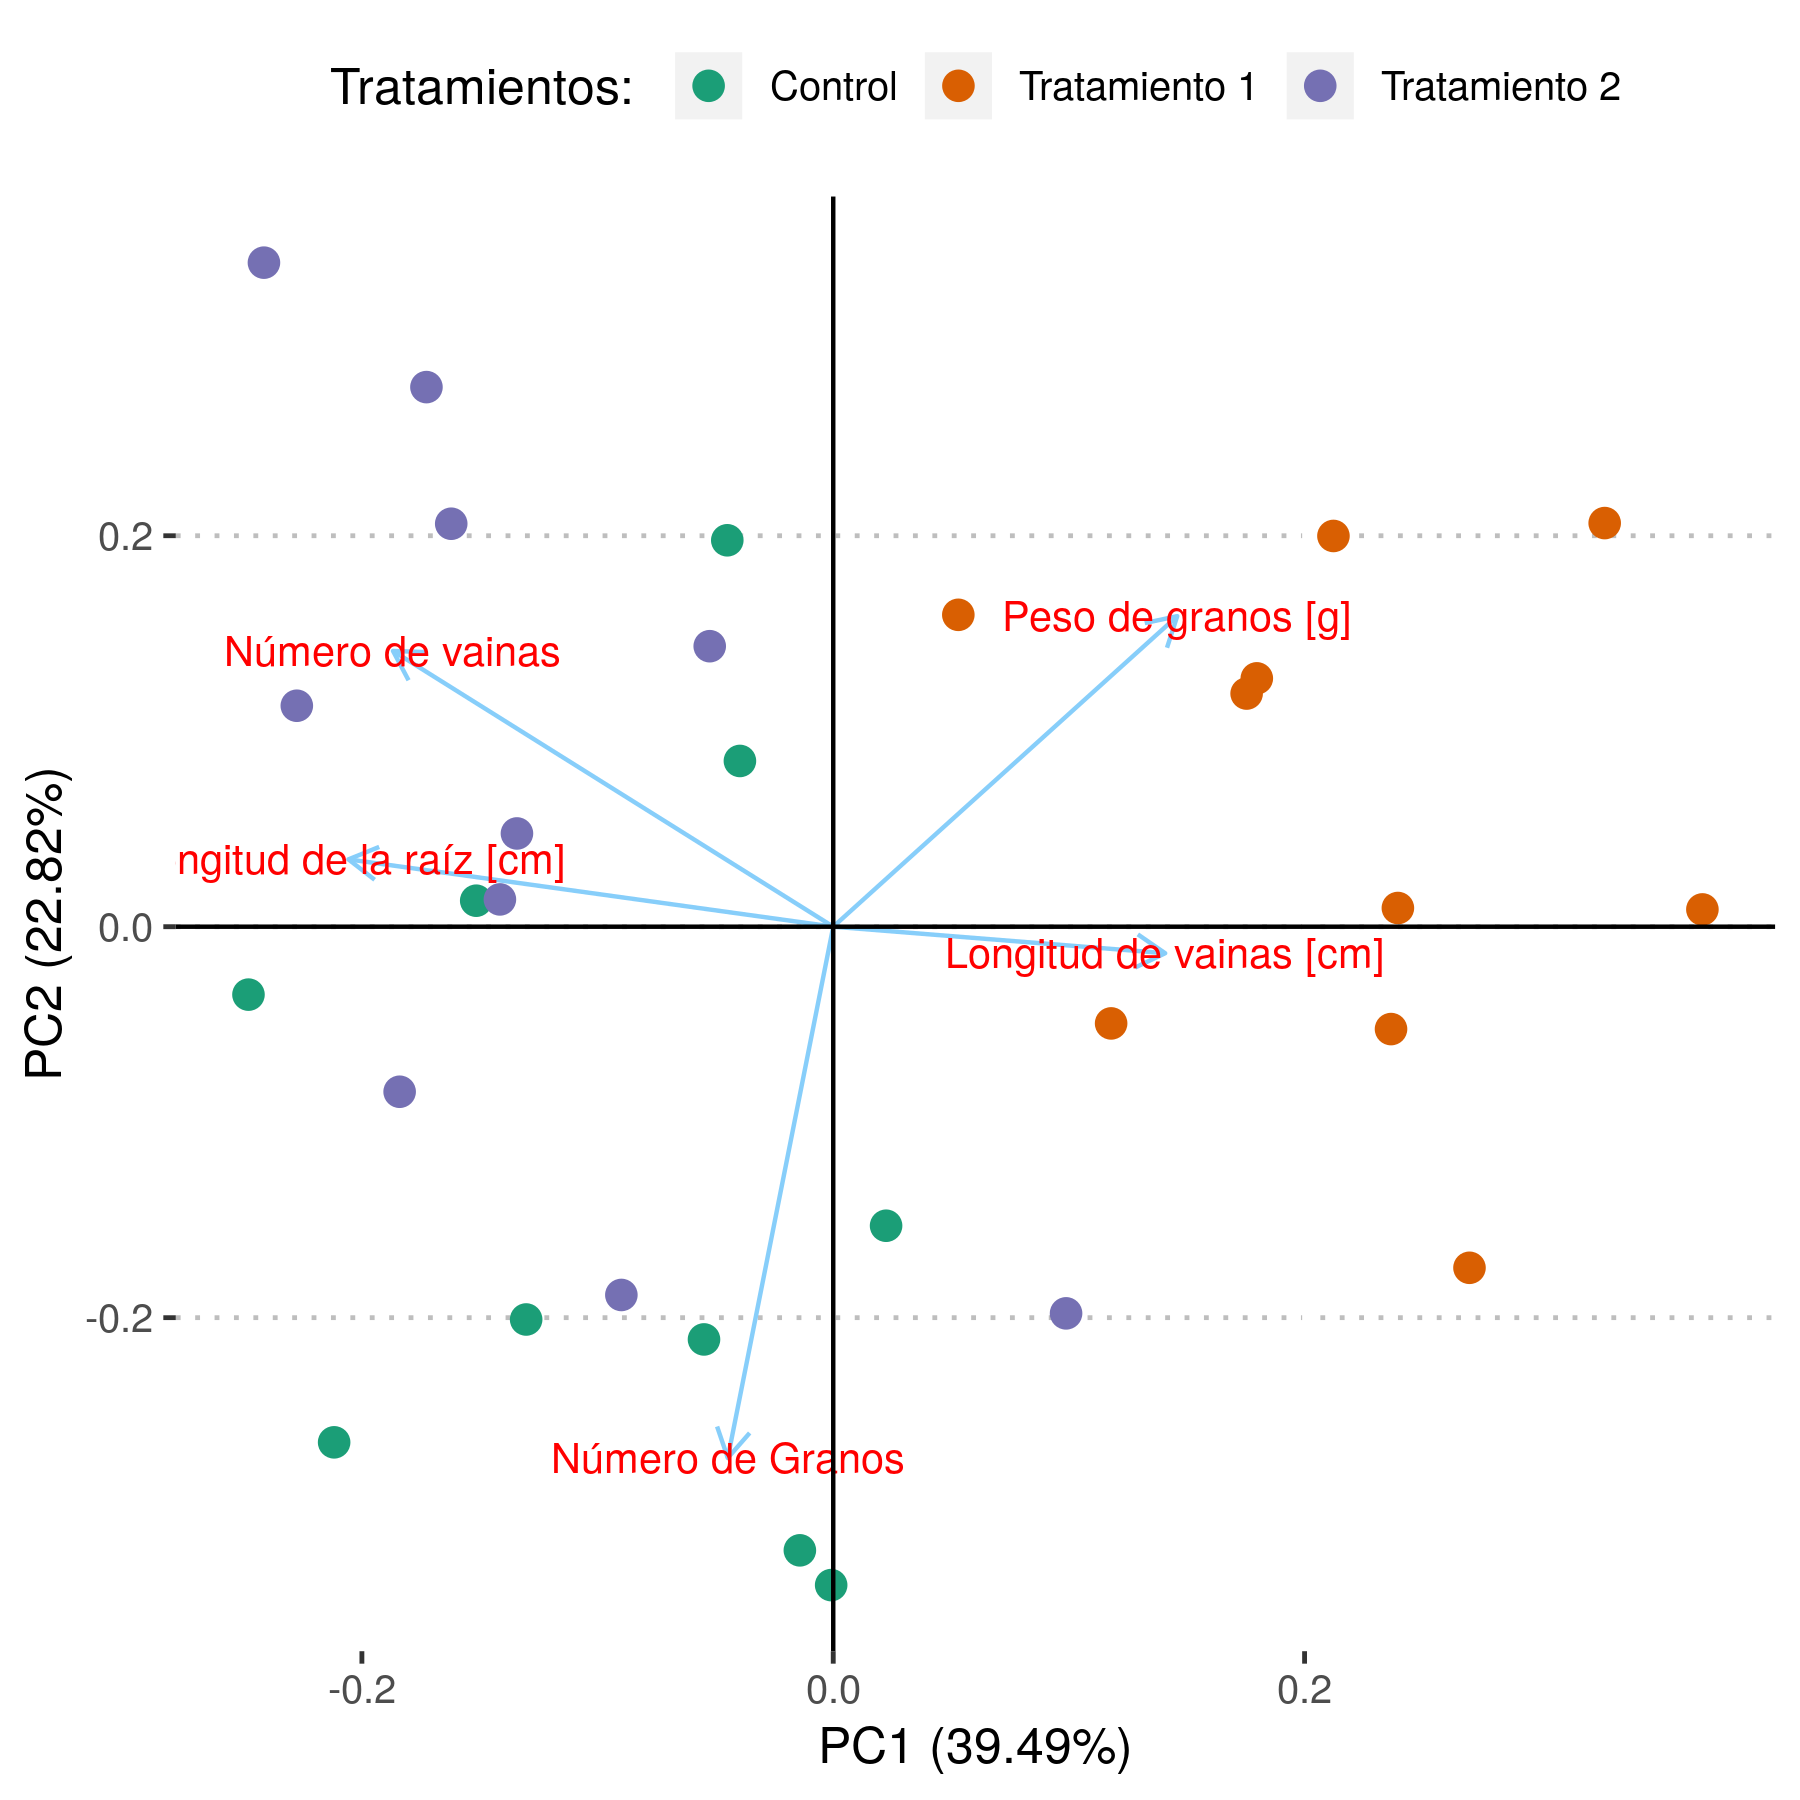 Tratamientos: Control Tratamiento 1 Tratamiento 2
0.2
Peso de granos [g]
Número de vainas
ngitud de la raíz [cm]
0.0
Longitud de vainas [cm]
PC2 (22.82%)
-0.2
Número de Granos
-0.2 0.0 0.2
PC1 (39.49%)